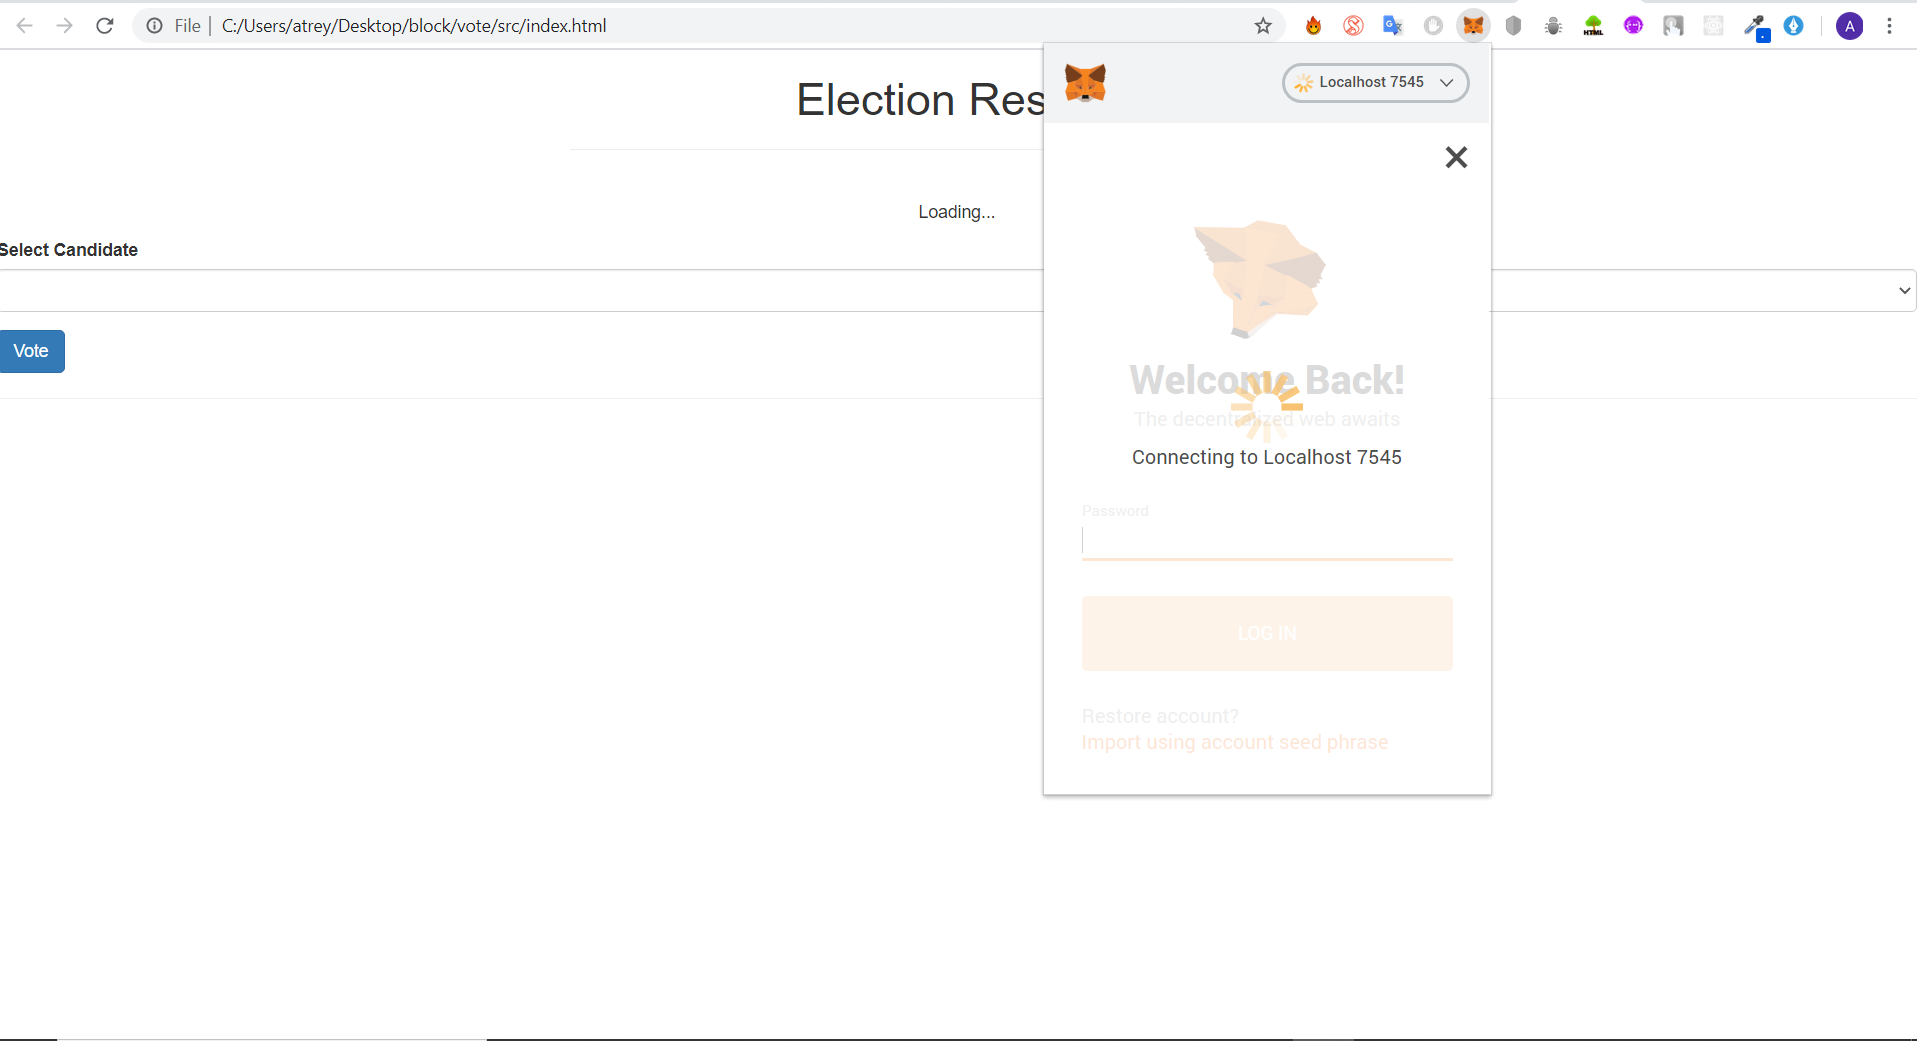 File | C:/Users/atrey/Desktop/block/vote/src/index.html
HTML
A
Localhost 7545
Election Res
Loading...
Select Candidate
Vote
Welcome Back!
The decentralized web awaits
Connecting to Localhost 7545
Password
LOG IN
Restore account?
Import using account seed phrase